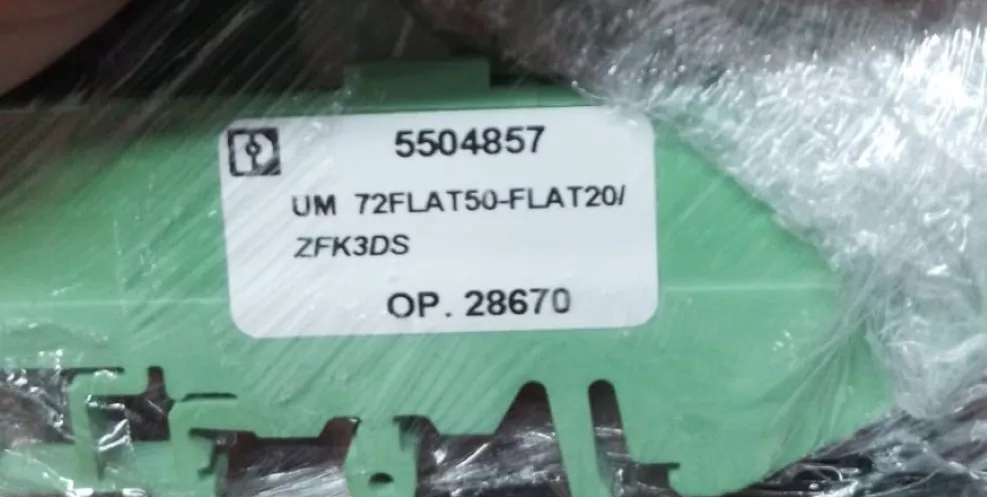 5504857
UM 72FLAT50-FLAT20/
ZFK3DS
OP. 28670